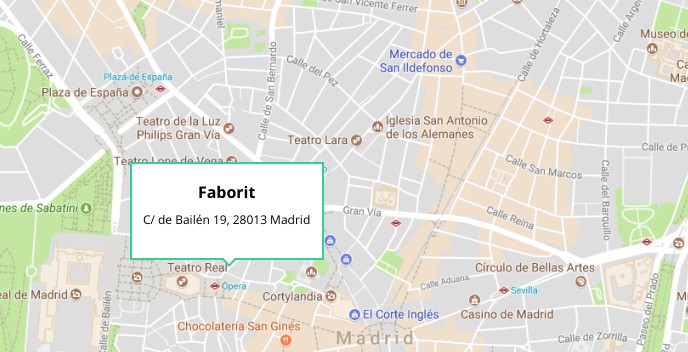 San Vicente Ferrer
Calle Ferraz
Calle de San Bernardo
Calle del Pez
Mercado de
San Ildefonso
Calle de Hortaleza
Museo de
Plaza de España
Plaza de España
Calle del Barquillo
Teatro de la Luz
Philips Gran Vía
Teatro Lara
Iglesia San Antonio
de los Alemanes
Teatro Lope de Vega
Calle San Marcos
Faborit
C/ de Bailén 19, 28013 Madrid
nes de Sabatini
Gran Vía
Calle Reina
Teatro Real
Ópera
Real de Madrid
Calle de Bailén
Cortylandia
Calle Aduana
Círculo de Bellas Artes
Sevilla
Paseo del Prado
El Corte Inglés
Casino de Madrid
Chocolatería San Ginés
Madrid
Calle de Zorrilla